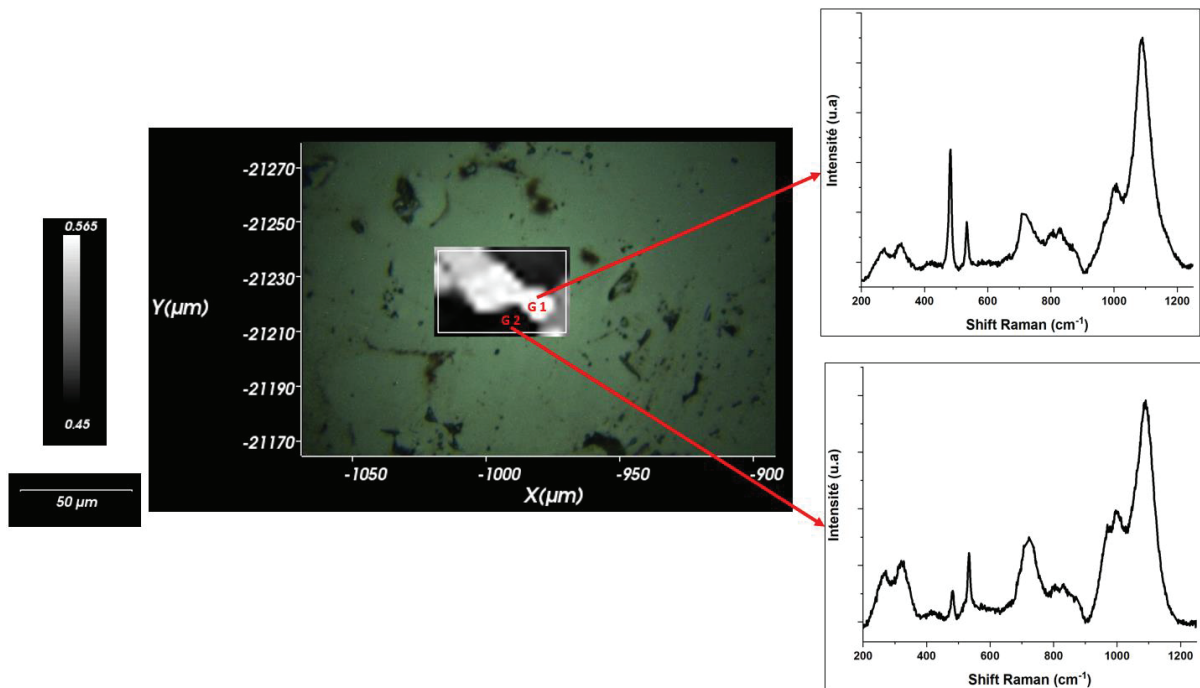 0.565
0.45
50 µm
Y(µm)
-21270
-21250
-21230
-21210
-21190
-21170
G 1
G 2
-1050
-1000
-950
-900
X(µm)
Intensité (u.a)
200
400
600
800
1000
1200
Shift Raman (cm⁻¹)
Intensité (u.a)
200
400
600
800
1000
1200
Shift Raman (cm⁻¹)